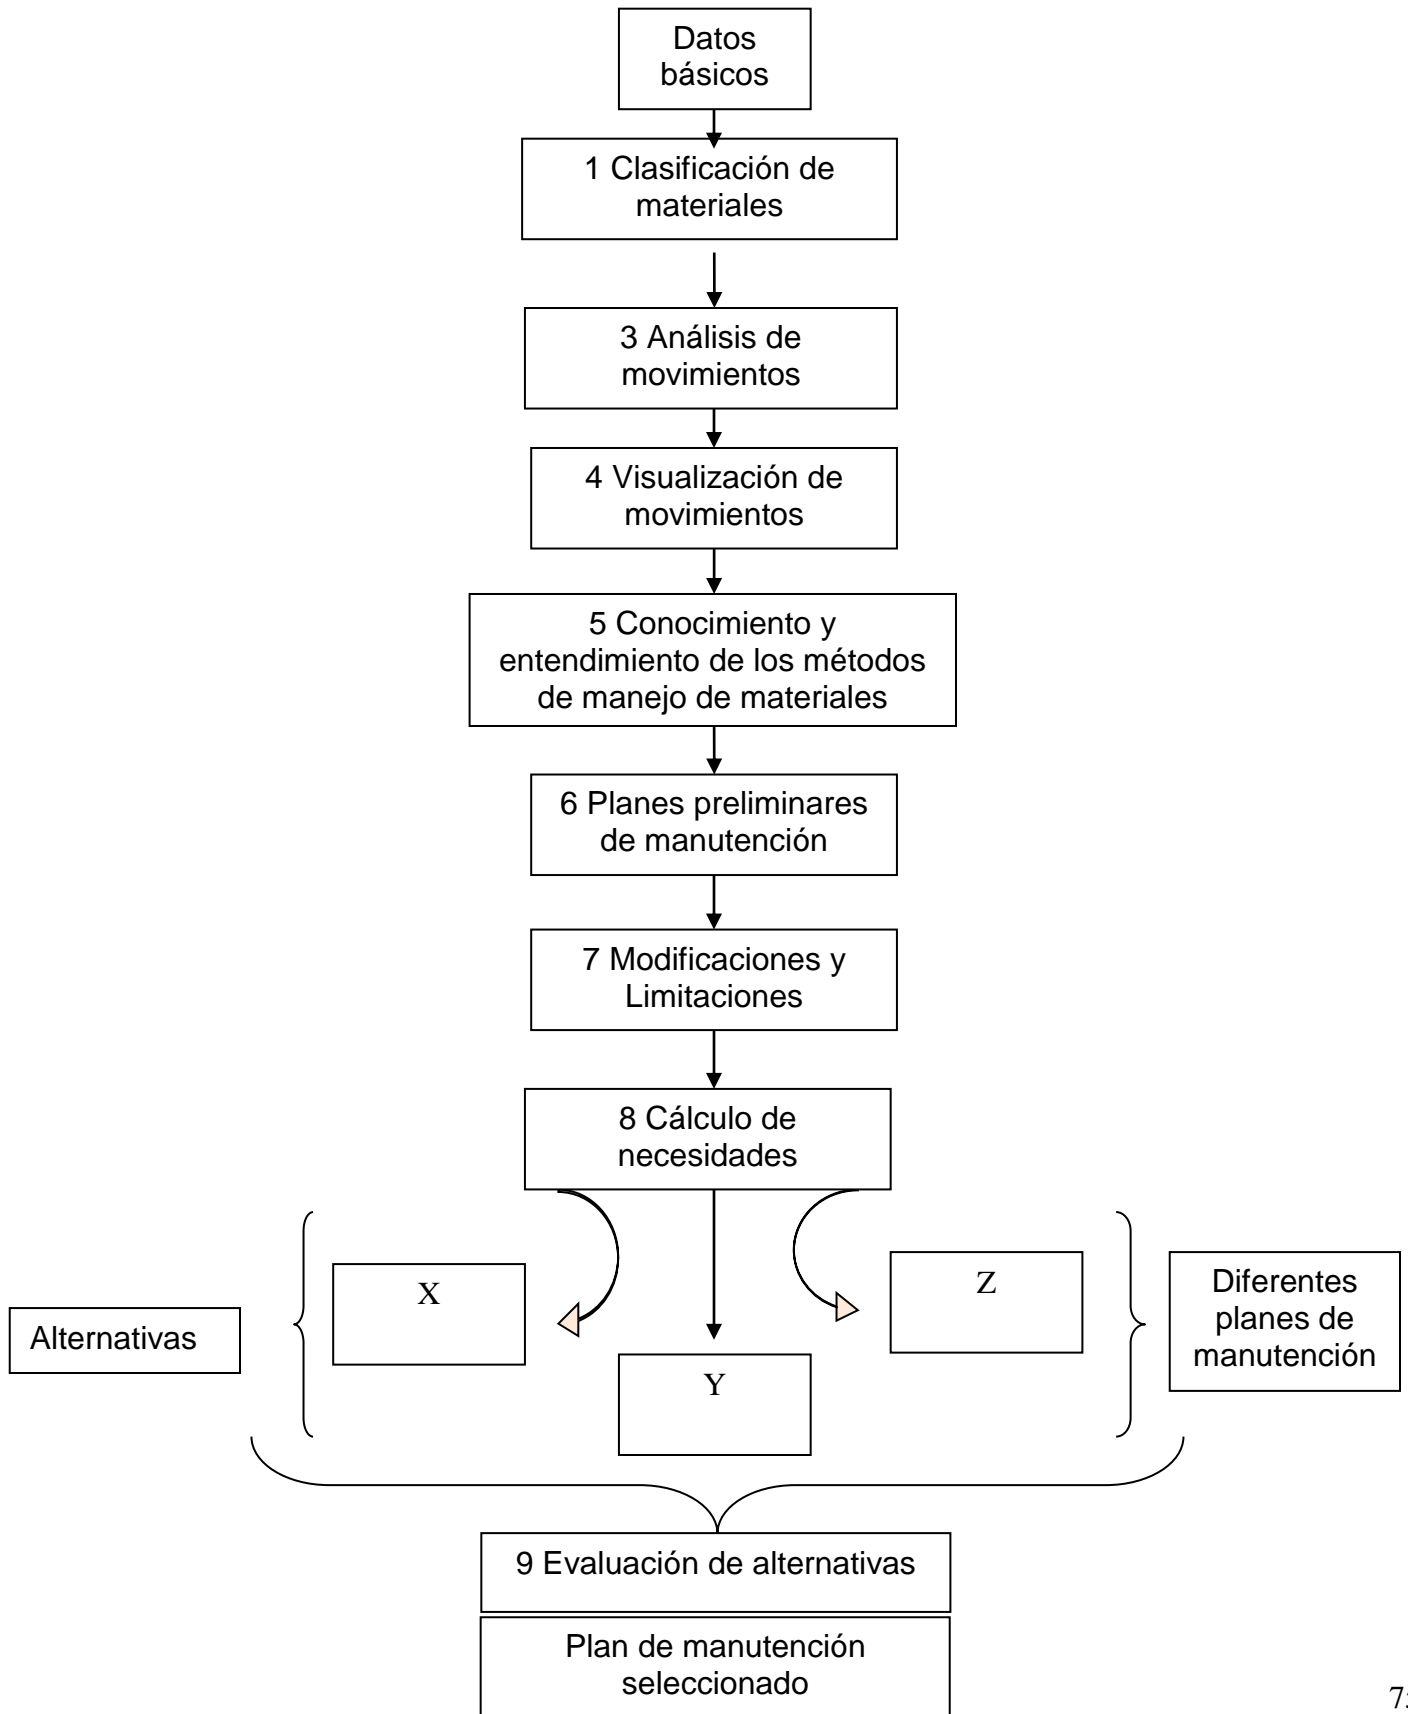 Datos
básicos
1 Clasificación de
materiales
3 Análisis de
movimientos
4 Visualización de
movimientos
5 Conocimiento y
entendimiento de los métodos
de manejo de materiales
6 Planes preliminares
de manutención
7 Modificaciones y
Limitaciones
8 Cálculo de
necesidades
Alternativas
X
Y
Z
Diferentes
planes de
manutención
9 Evaluación de alternativas
Plan de manutención
seleccionado